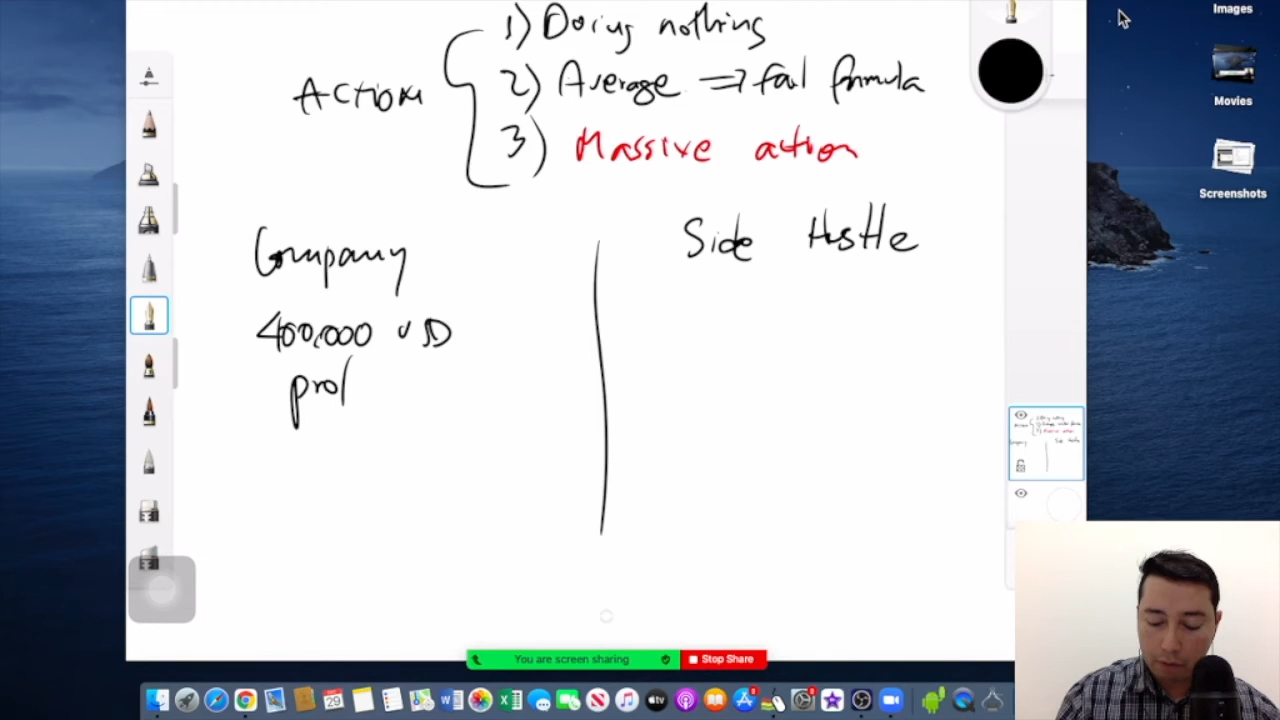 Images
1) Doing nothing
Action
2) Average => fail formula
Movies
3) Massive action
Screenshots
Company
Side Hustle
400,000 USD
prof
You are screen sharing
Stop Share
29